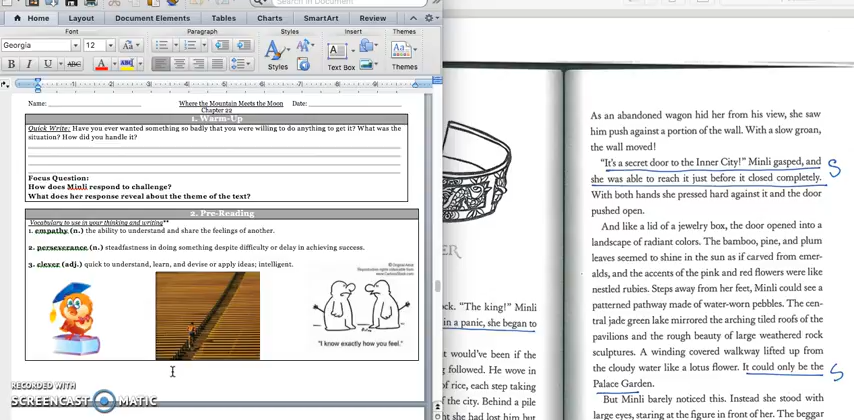 Search in Document
Home Layout Document Elements Tables Charts SmartArt Review
Font Paragraph Styles Insert Themes
Georgia 12 Aa
B I U ABC A ABC Styles A Text Box Themes
Name: Where the Mountain Meets the Moon Date:
Chapter 22
1. Warm-Up
Quick Write: Have you ever wanted something so badly that you were willing to do anything to get it? What was the
situation? How did you handle it?
Focus Question:
How does Minli respond to challenge?
What does her response reveal about the theme of the text?
2. Pre-Reading
Vocabulary to use in your thinking and writing**
1. empathy (n.) the ability to understand and share the feelings of another.
2. perseverance (n.) steadfastness in doing something despite difficulty or delay in achieving success.
3. clever (adj.) quick to understand, learn, and devise or apply ideas; intelligent.
"I know exactly how you feel."
RECORDED WITH
SCREENCAST MATIC
ER
ck. "The king!" Minli
in a panic, she began to
t would've been if the
followed. He wove in
of rice, each step taking
. Behind a pile
t she had lost him but
As an abandoned wagon hid her from his view, she saw
him push against a portion of the wall. With a slow groan,
the wall moved!
"It's a secret door to the Inner City!" Minli gasped, and S
she was able to reach it just before it closed completely.
With both hands she pressed hard against it and the door
pushed open.
And like a lid of a jewelry box, the door opened into a
landscape of radiant colors. The bamboo, pine, and plum
leaves seemed to shine in the sun as if carved from emer-
alds, and the accents of the pink and red flowers were like
nestled rubies. Steps away from her feet, Minli could see a
patterned pathway made of water-worn pebbles. The cen-
tral jade green lake mirrored the arching tiled roofs of the
pavilions and the rough beauty of large weathered rock
sculptures. A winding covered walkway lifted up from
the cloudy water like a lotus flower. It could only be the S
Palace Garden.
But Minli barely noticed this. Instead she stood with
large eyes, staring at the figure in front of her. The beggar